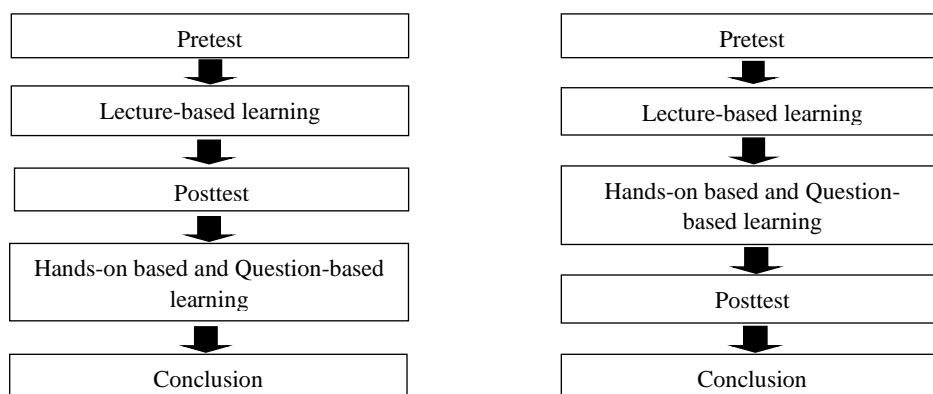 Pretest
Lecture-based learning
Posttest
Hands-on based and Question-based
learning
Conclusion
Pretest
Lecture-based learning
Hands-on based and Question-
based learning
Posttest
Conclusion